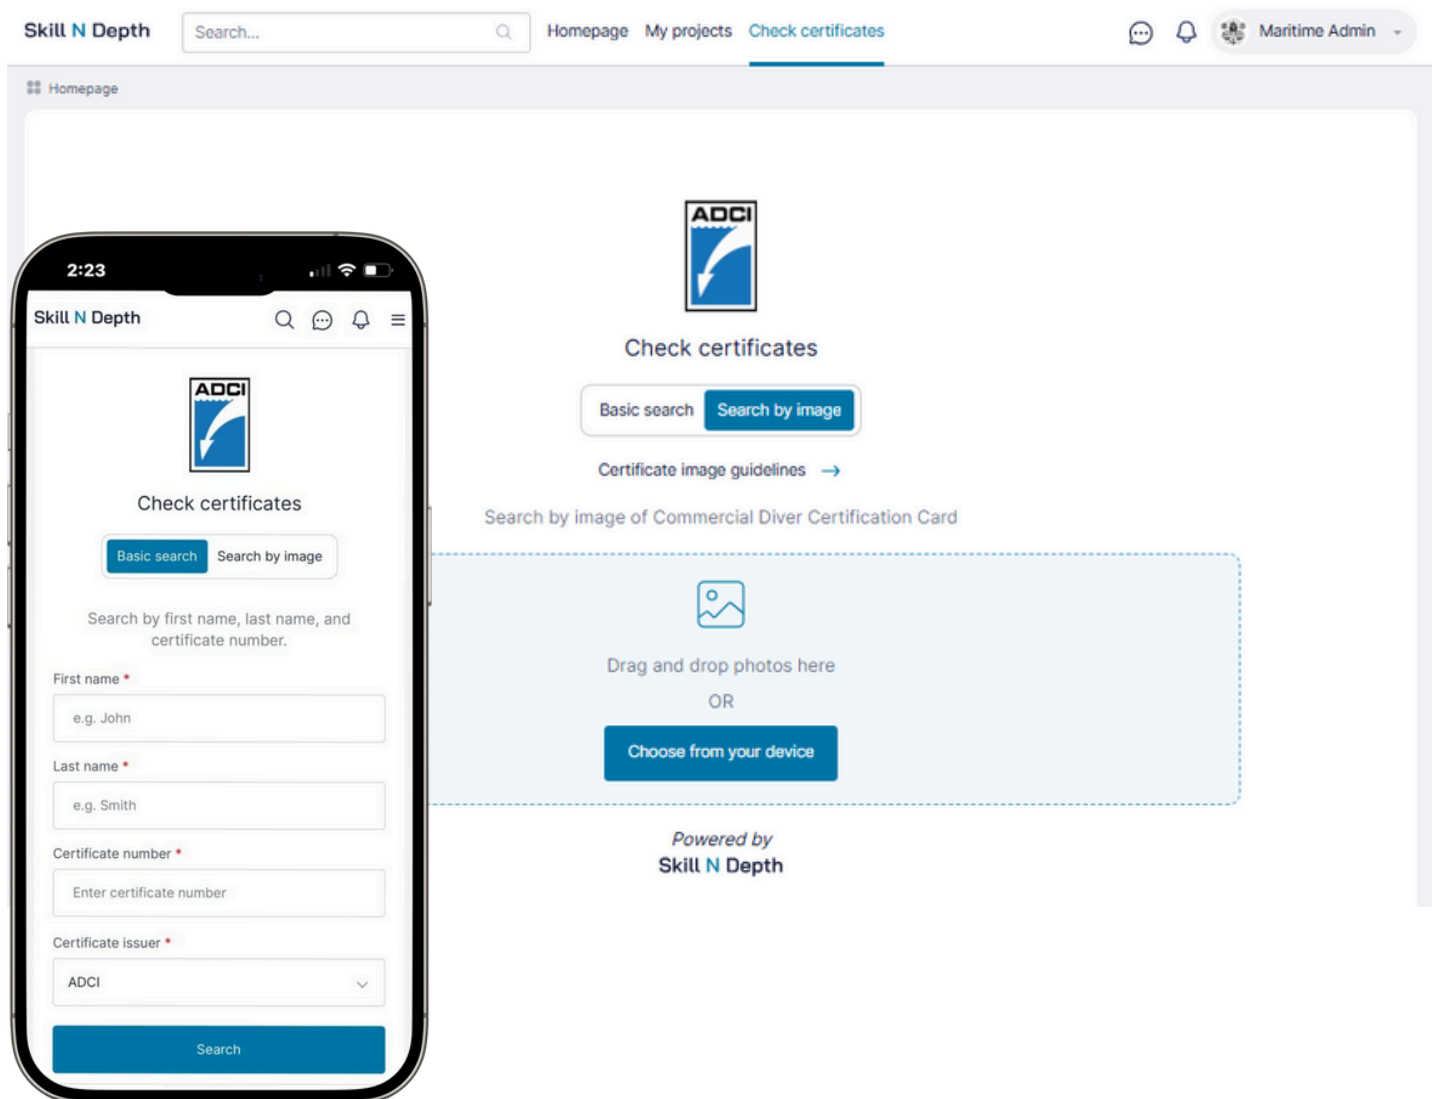 Skill N Depth
Search...
Homepage My projects Check certificates
Maritime Admin
Homepage
ADCI
Check certificates
Basic search Search by image
Certificate image guidelines →
Search by image of Commercial Diver Certification Card
Drag and drop photos here
OR
Choose from your device
Powered by
Skill N Depth
2:23
Skill N Depth
ADCI
Check certificates
Basic search Search by image
Search by first name, last name, and
certificate number.
First name *
e.g. John
Last name *
e.g. Smith
Certificate number *
Enter certificate number
Certificate issuer *
ADCI
Search